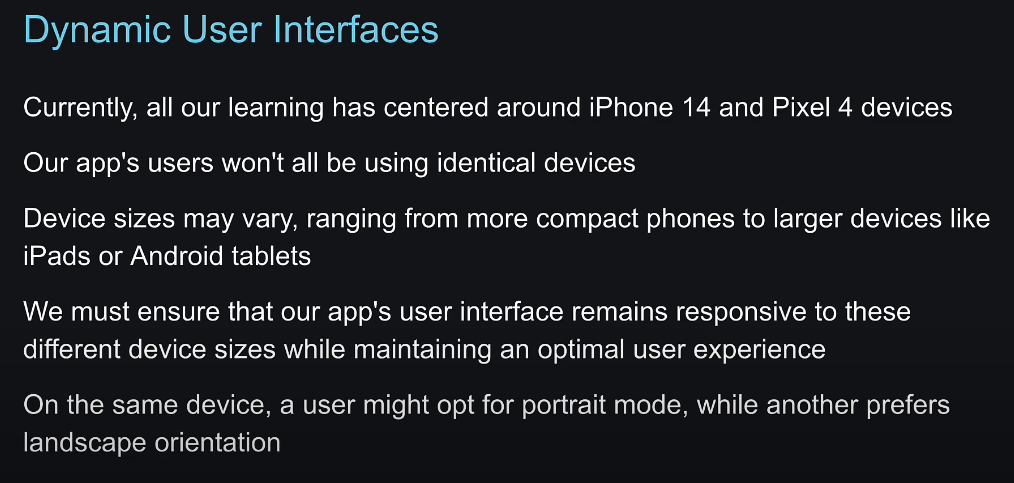 Dynamic User Interfaces
Currently, all our learning has centered around iPhone 14 and Pixel 4 devices
Our app's users won't all be using identical devices
Device sizes may vary, ranging from more compact phones to larger devices like
iPads or Android tablets
We must ensure that our app's user interface remains responsive to these
different device sizes while maintaining an optimal user experience
On the same device, a user might opt for portrait mode, while another prefers
landscape orientation